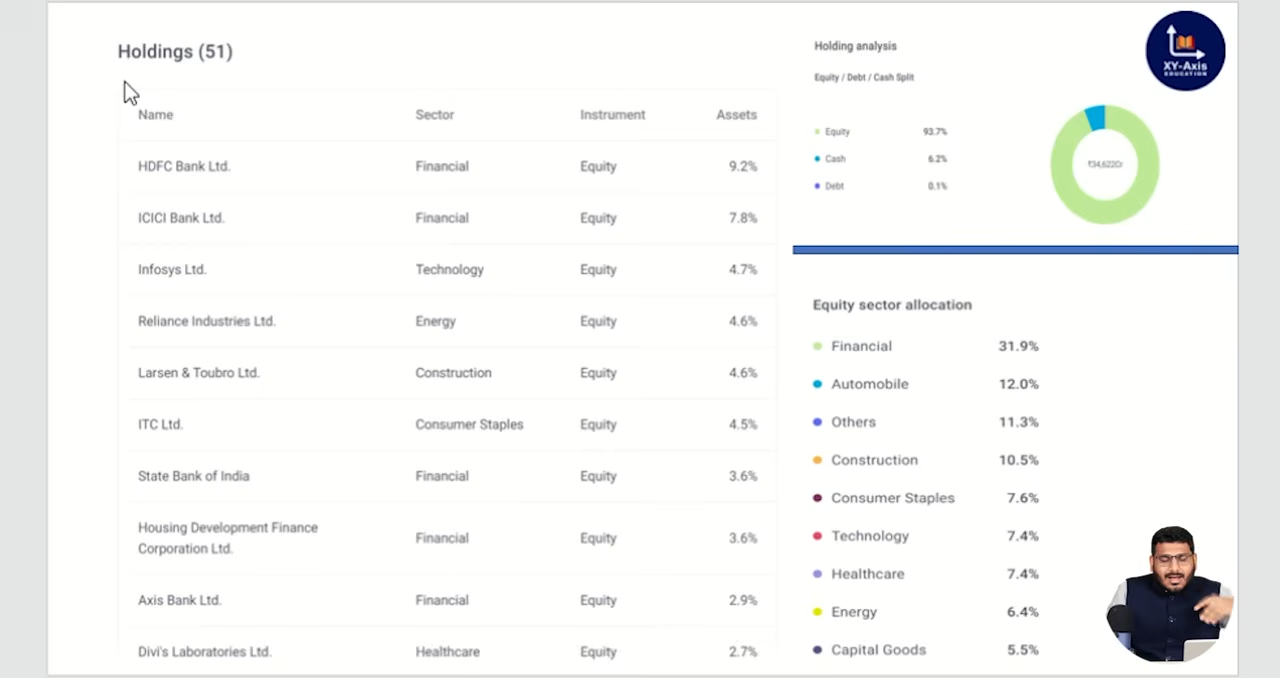 Holdings (51)
Name Sector Instrument Assets
HDFC Bank Ltd. Financial Equity 9.2%
ICICI Bank Ltd. Financial Equity 7.8%
Infosys Ltd. Technology Equity 4.7%
Reliance Industries Ltd. Energy Equity 4.6%
Larsen & Toubro Ltd. Construction Equity 4.6%
ITC Ltd. Consumer Staples Equity 4.5%
State Bank of India Financial Equity 3.6%
Housing Development Finance
Corporation Ltd. Financial Equity 3.6%
Axis Bank Ltd. Financial Equity 2.9%
Divi's Laboratories Ltd. Healthcare Equity 2.7%
Holding analysis
Equity / Debt / Cash Split
Equity 93.7%
Cash 6.2%
Debt 0.1%
XY-Axis
EDUCATION
Equity sector allocation
Financial 31.9%
Automobile 12.0%
Others 11.3%
Construction 10.5%
Consumer Staples 7.6%
Technology 7.4%
Healthcare 7.4%
Energy 6.4%
Capital Goods 5.5%